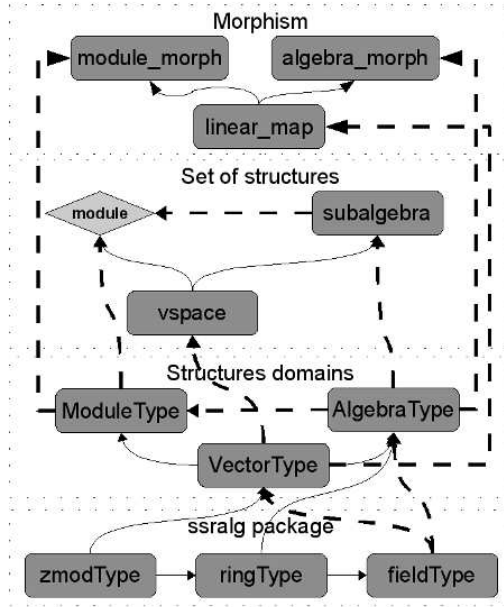 Morphism
module_morph algebra_morph
linear_map
Set of structures
module subalgebra
vspace
Structures domains
ModuleType AlgebraType
VectorType
ssralg package
zmodType ringType fieldType